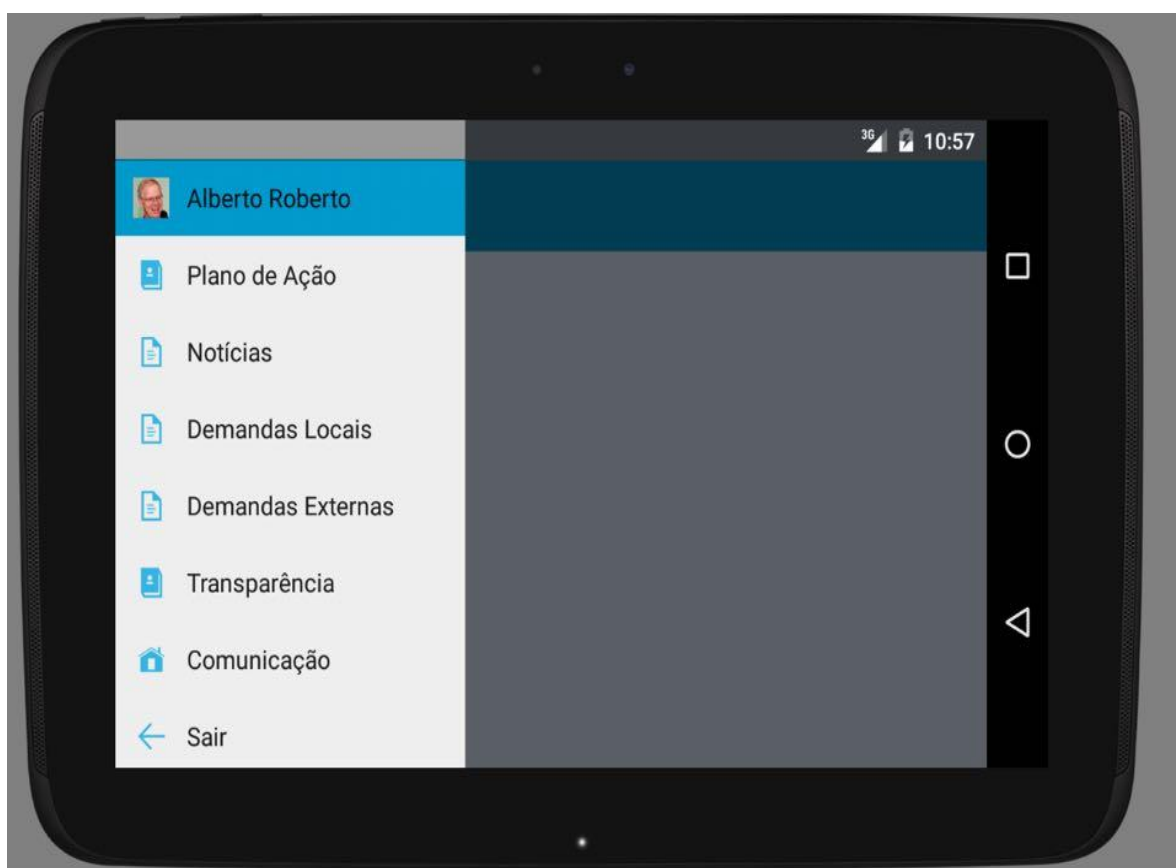 3G 10:57
Alberto Roberto
Plano de Ação
Notícias
Demandas Locais
Demandas Externas
Transparência
Comunicação
Sair